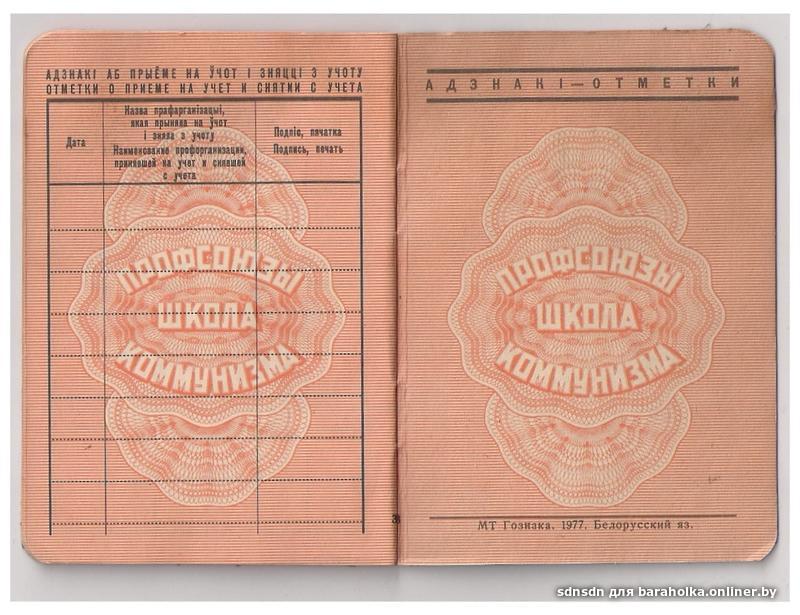 АДЗНАКІ АБ ПРЫЁМЕ НА ЎЧОТ І ЗНЯЦЦІ З УЧОТУ
ОТМЕТКИ О ПРИЕМЕ НА УЧЕТ И СНЯТИИ С УЧЕТА
Дата
Назва прафарганізацыі,
якая прыняла на ўчот
і зняла з учоту
Наименование профорганизации,
принявшей на учет и снявшей
с учета
Подпіс, пячатка
Подпись, печать
ПРОФСОЮЗЫ
ШКОЛА
КОММУНИЗМА
АДЗНАКІ — ОТМЕТКИ
ПРОФСОЮЗЫ
ШКОЛА
КОММУНИЗМА
МТ Гознака. 1977. Белорусский яз.
sdnsdn для baraholka.onliner.by